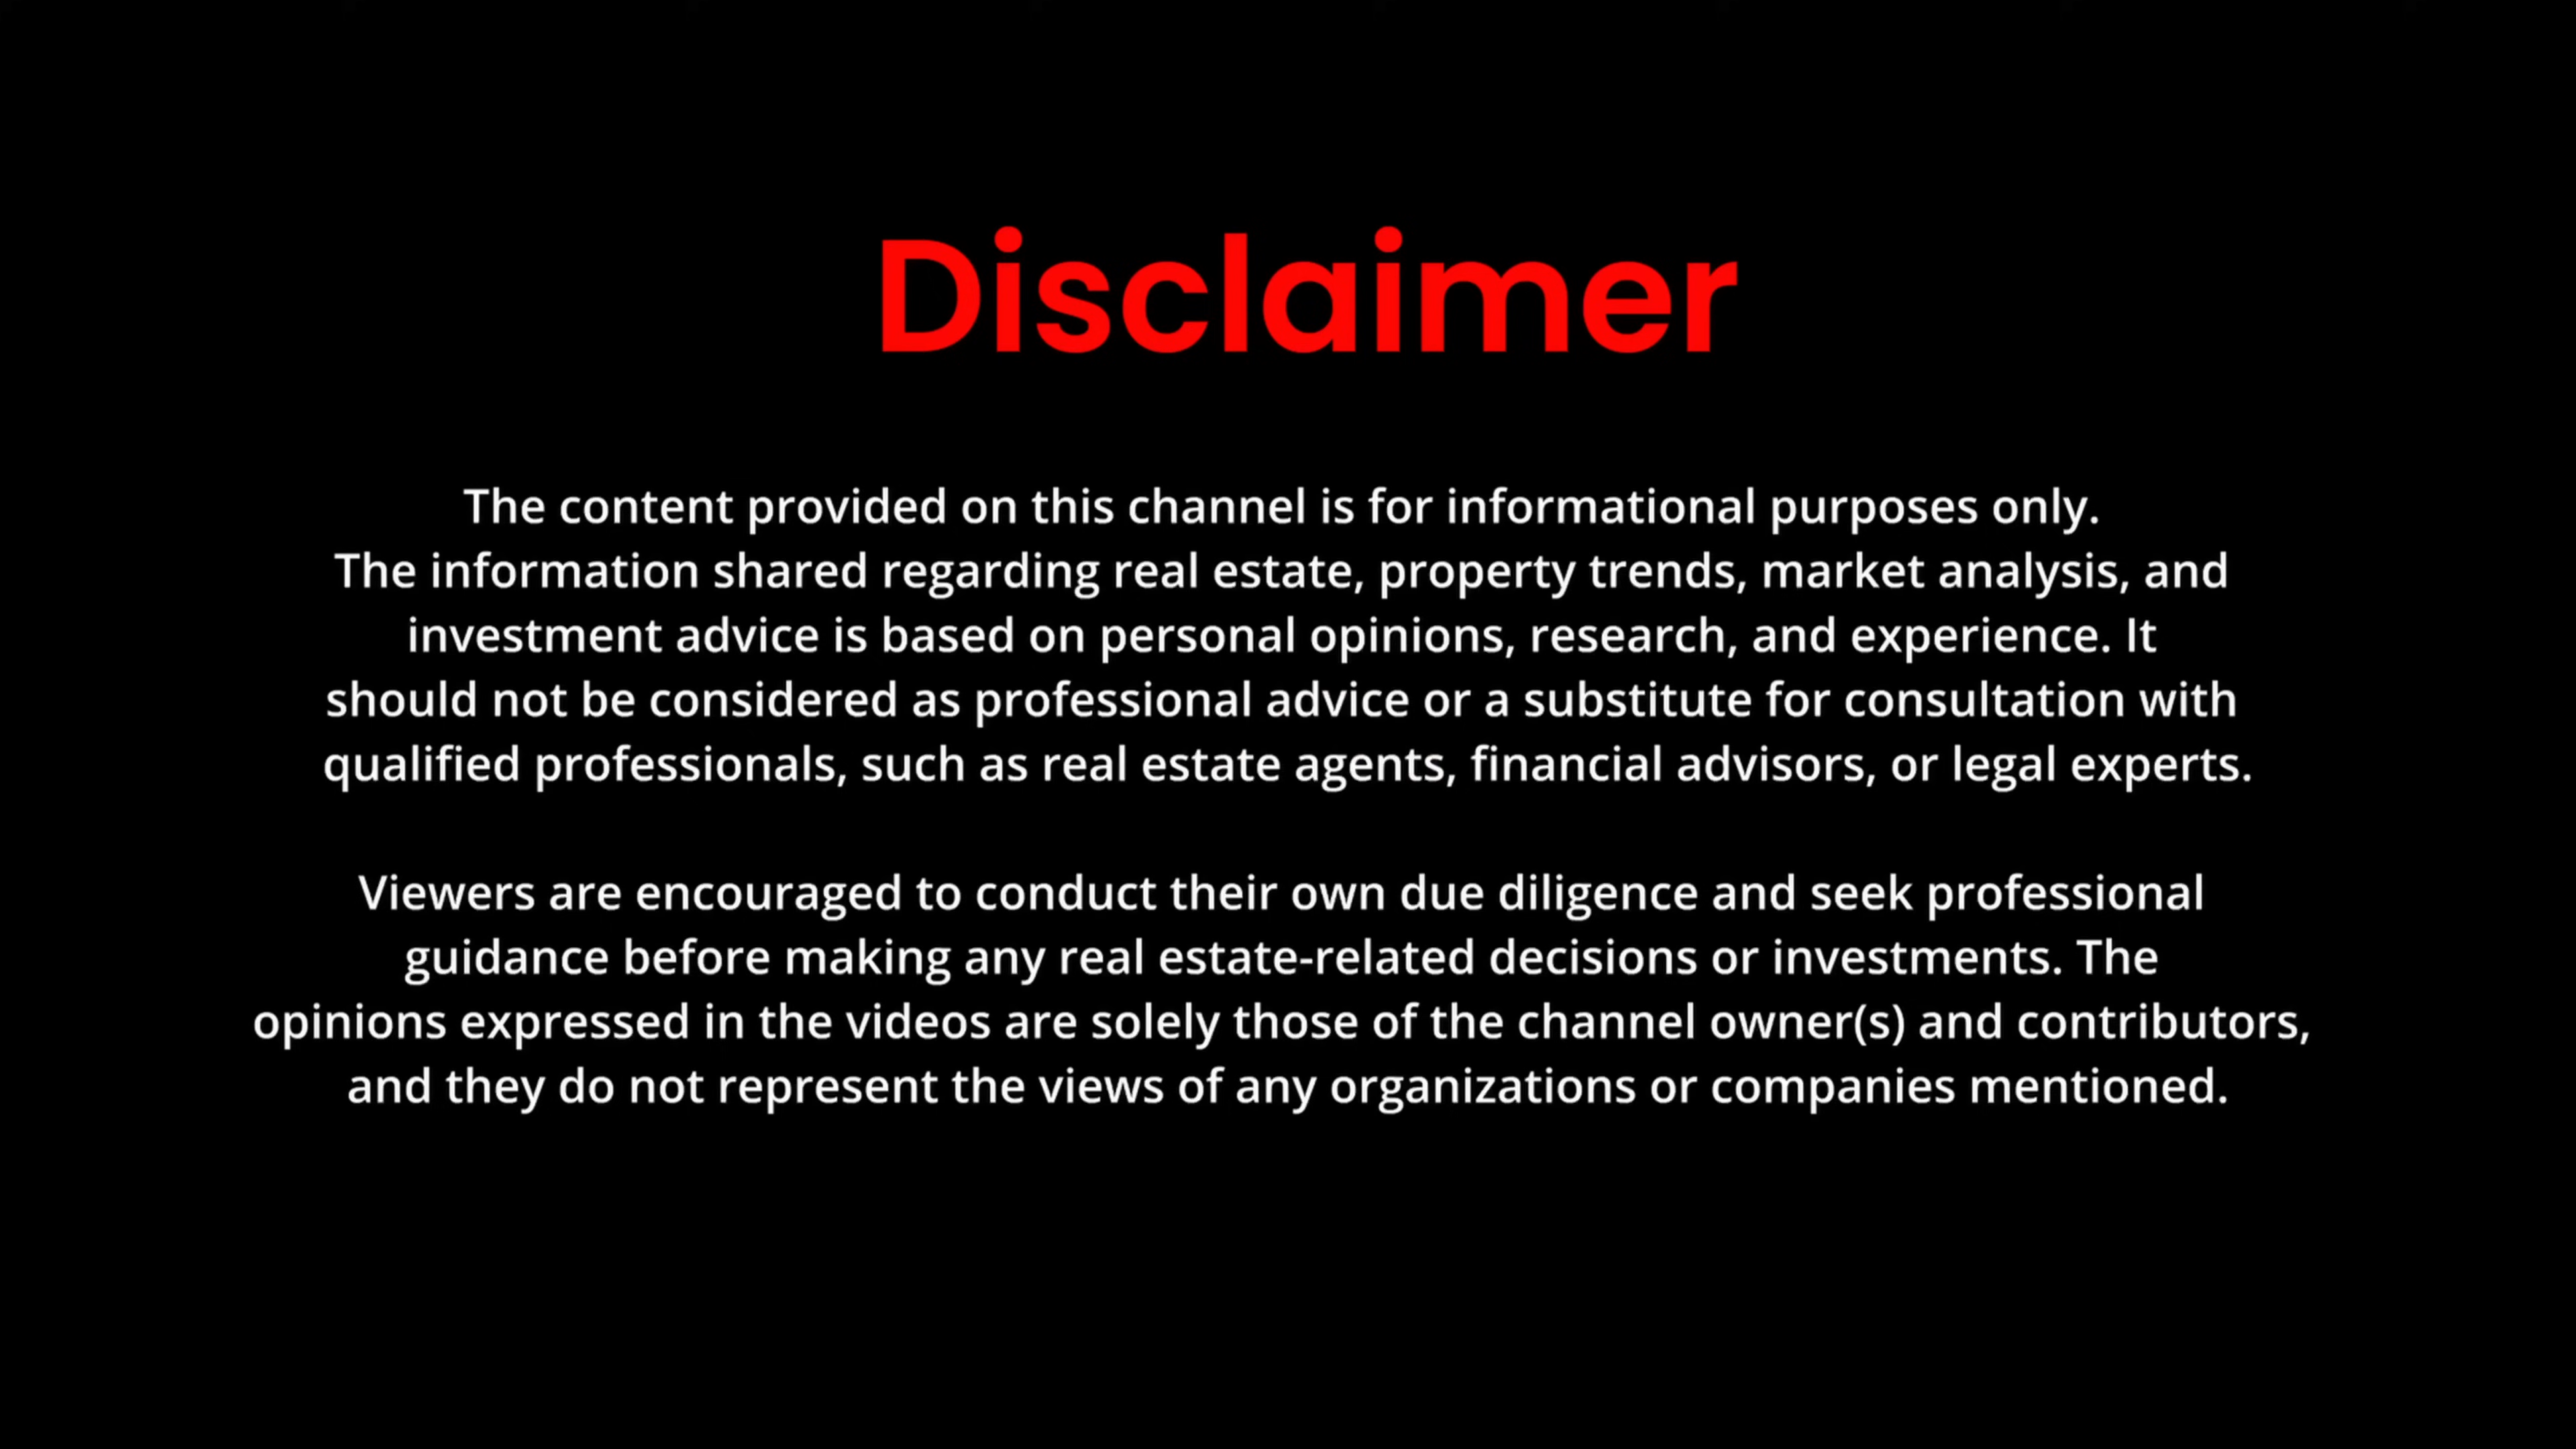 Disclaimer
The content provided on this channel is for informational purposes only.
The information shared regarding real estate, property trends, market analysis, and
investment advice is based on personal opinions, research, and experience. It
should not be considered as professional advice or a substitute for consultation with
qualified professionals, such as real estate agents, financial advisors, or legal experts.
Viewers are encouraged to conduct their own due diligence and seek professional
guidance before making any real estate-related decisions or investments. The
opinions expressed in the videos are solely those of the channel owner(s) and contributors,
and they do not represent the views of any organizations or companies mentioned.